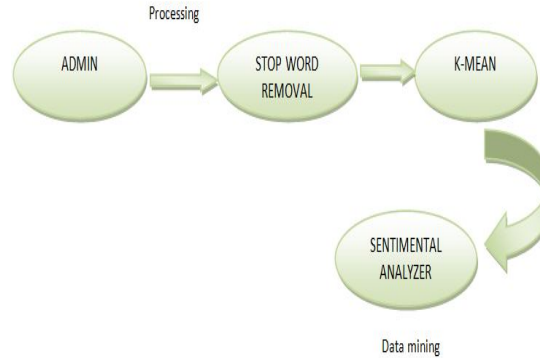 Processing
ADMIN
STOP WORD
REMOVAL
K-MEAN
SENTIMENTAL
ANALYZER
Data mining